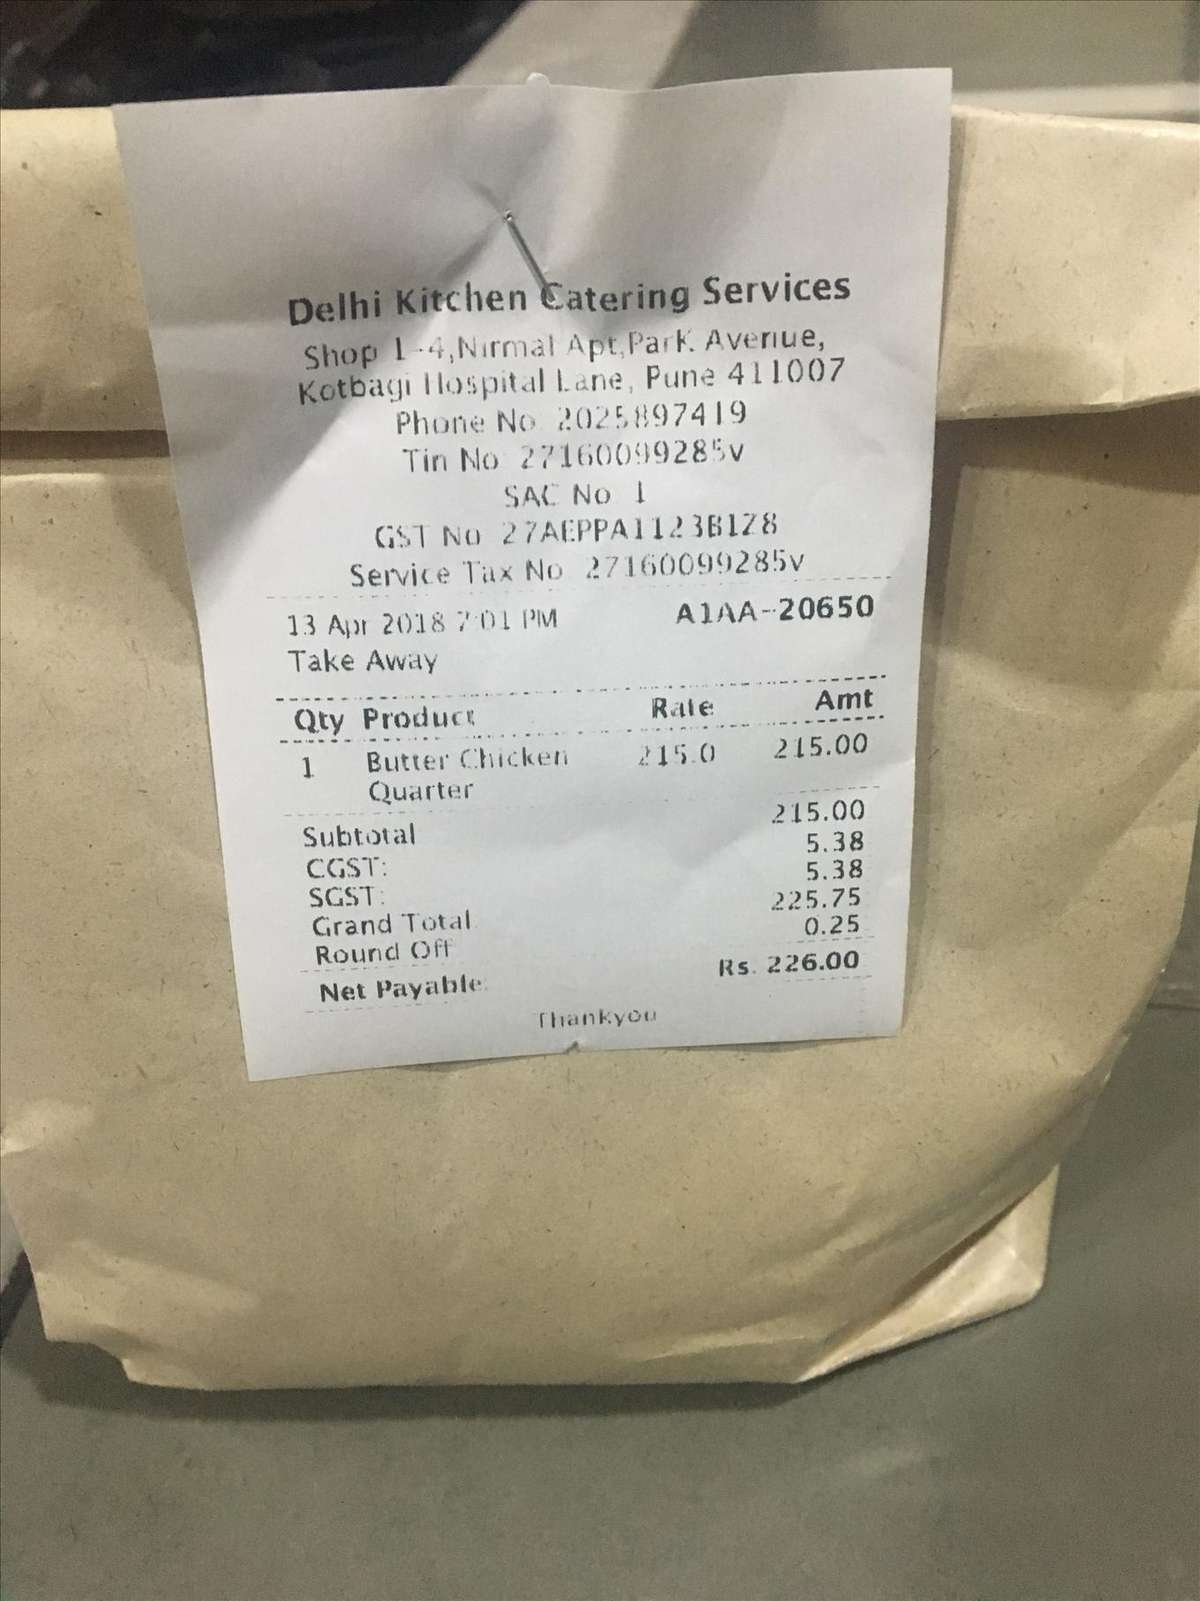 Delhi Kitchen Catering Services
Shop 1-4,Nirmal Apt,Park Avenue,
Kotbagi Hospital Lane, Pune 411007
Phone No 2025897419
Tin No 27160099285v
SAC No 1
GST No 27AEPPA1123B1Z8
Service Tax No 27160099285v
13 Apr 2018 7:01 PM A1AA-20650
Take Away
Qty Product Rate Amt
1 Butter Chicken 215.0 215.00
Quarter
Subtotal 215.00
CGST: 5.38
SGST: 5.38
Grand Total 225.75
Round Off 0.25
Net Payable: Rs. 226.00
Thankyou